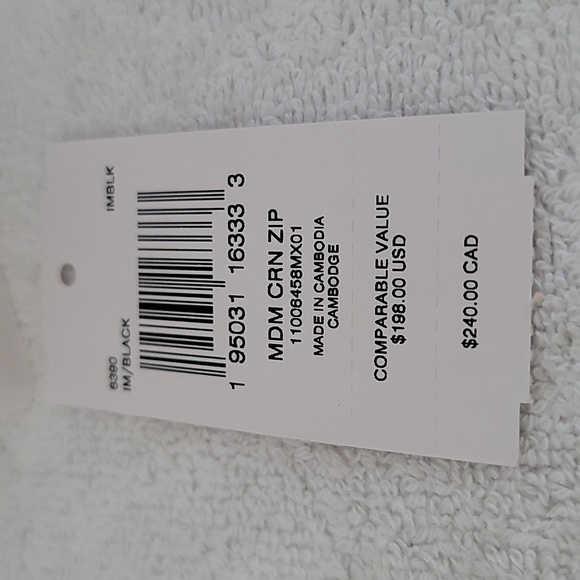 6390
IM/BLACK IMBLK
1 95031 16333 3
MDM CRN ZIP
11006458MX01
MADE IN CAMBODIA
CAMBODGE
COMPARABLE VALUE
$198.00 USD
$240.00 CAD